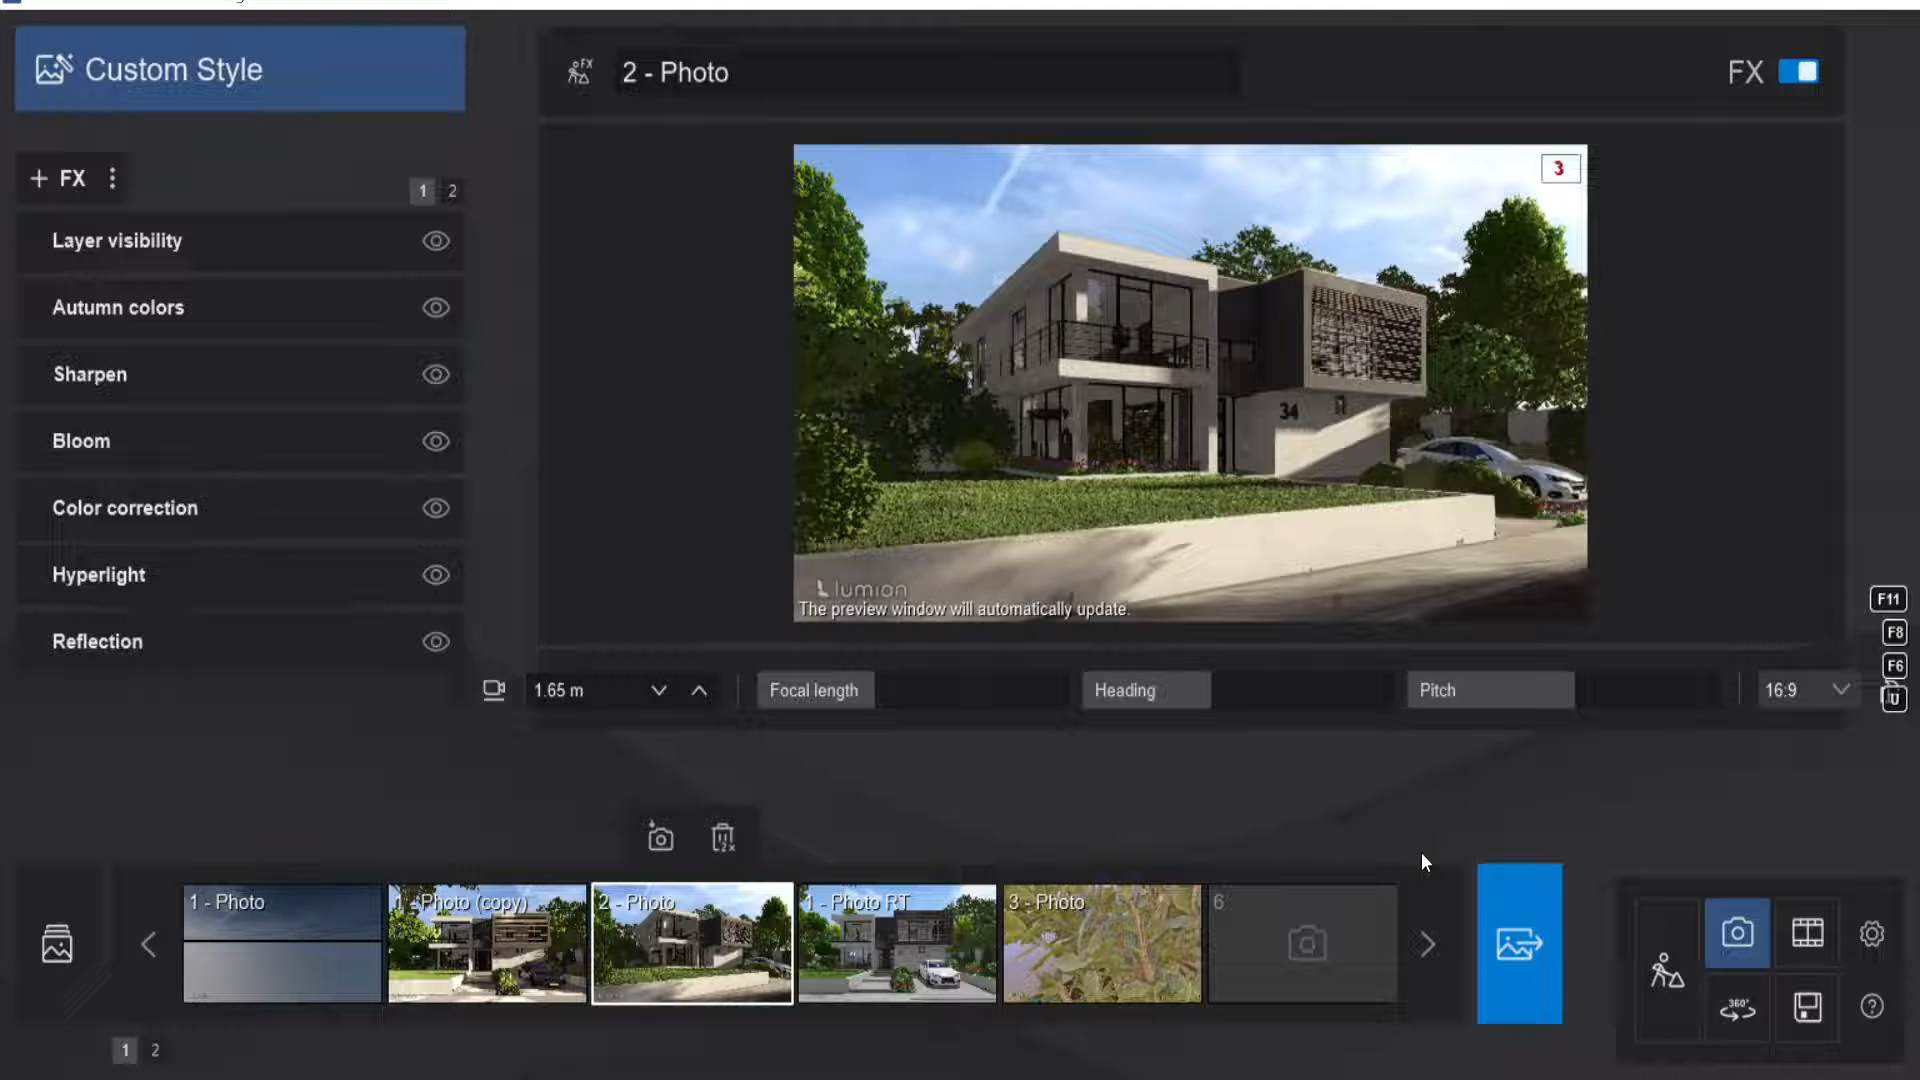 Custom Style
2 - Photo
FX
+ FX
1 2
Layer visibility
Autumn colors
Sharpen
Bloom
Color correction
Hyperlight
Reflection
3
34
lumion
The preview window will automatically update.
F11
F8
F6
U
1.65 m
Focal length
Heading
Pitch
16:9
1 - Photo
1 - Photo (copy)
2 - Photo
1 - Photo RT
3 - Photo
6
360°
1 2